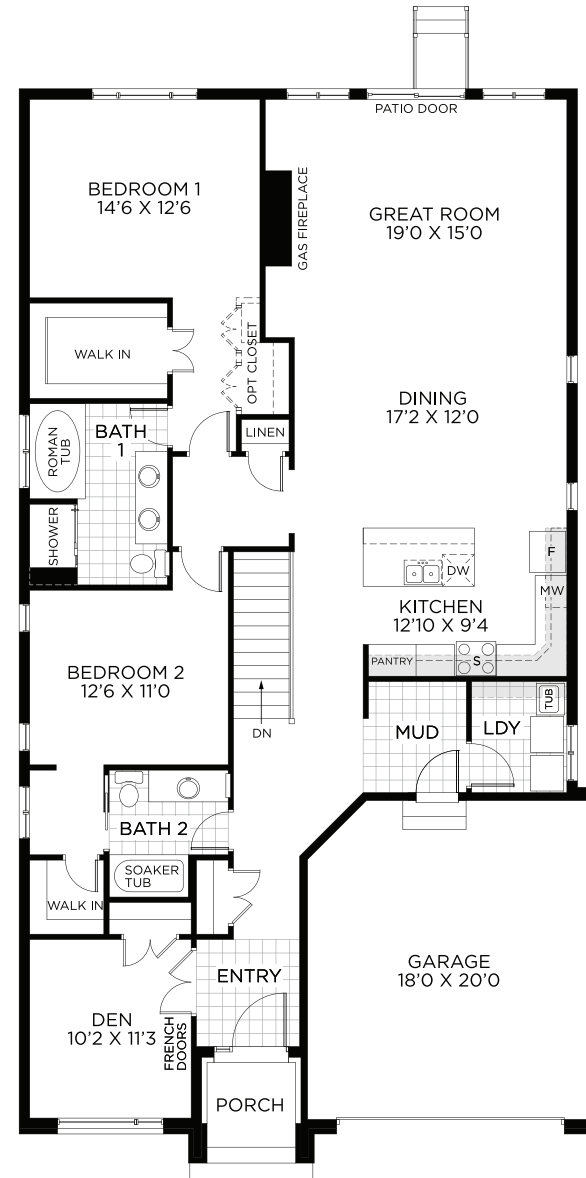 PATIO DOOR
BEDROOM 1
14'6 X 12'6
GAS FIREPLACE
GREAT ROOM
19'0 X 15'0
WALK IN
OPT CLOSET
DINING
17'2 X 12'0
BATH
1
ROMAN
TUB
LINEN
SHOWER
F
DW
MW
KITCHEN
12'10 X 9'4
PANTRY
S
BEDROOM 2
12'6 X 11'0
DN
MUD
LDY
TUB
BATH 2
SOAKER
TUB
WALK IN
ENTRY
GARAGE
18'0 X 20'0
DEN
10'2 X 11'3
FRENCH
DOORS
PORCH